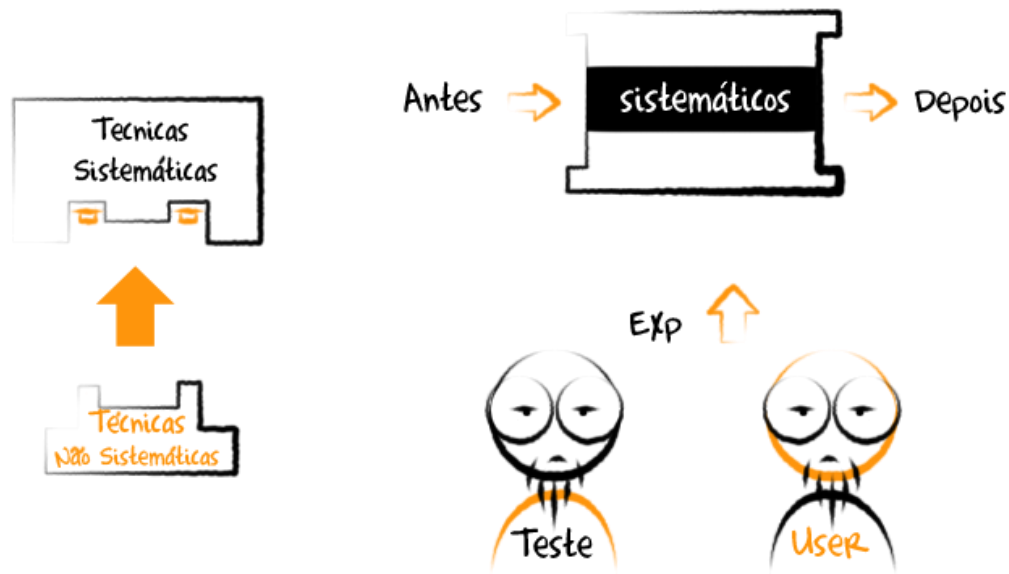 Tecnicas
Sistemáticas
Técnicas
Não Sistemáticas
Antes
sistemáticos
Depois
Exp
Teste
User